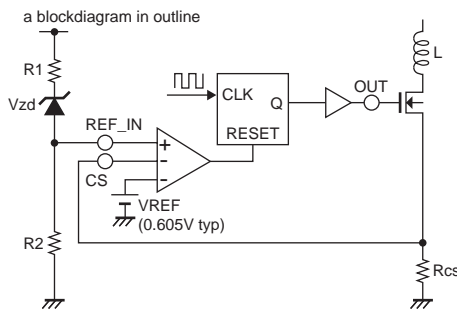 a blockdiagram in outline
R1
Vzd
REF_IN
CS
+
-
-
VREF
(0.605V typ)
R2
CLK
Q
RESET
OUT
L
Rcs